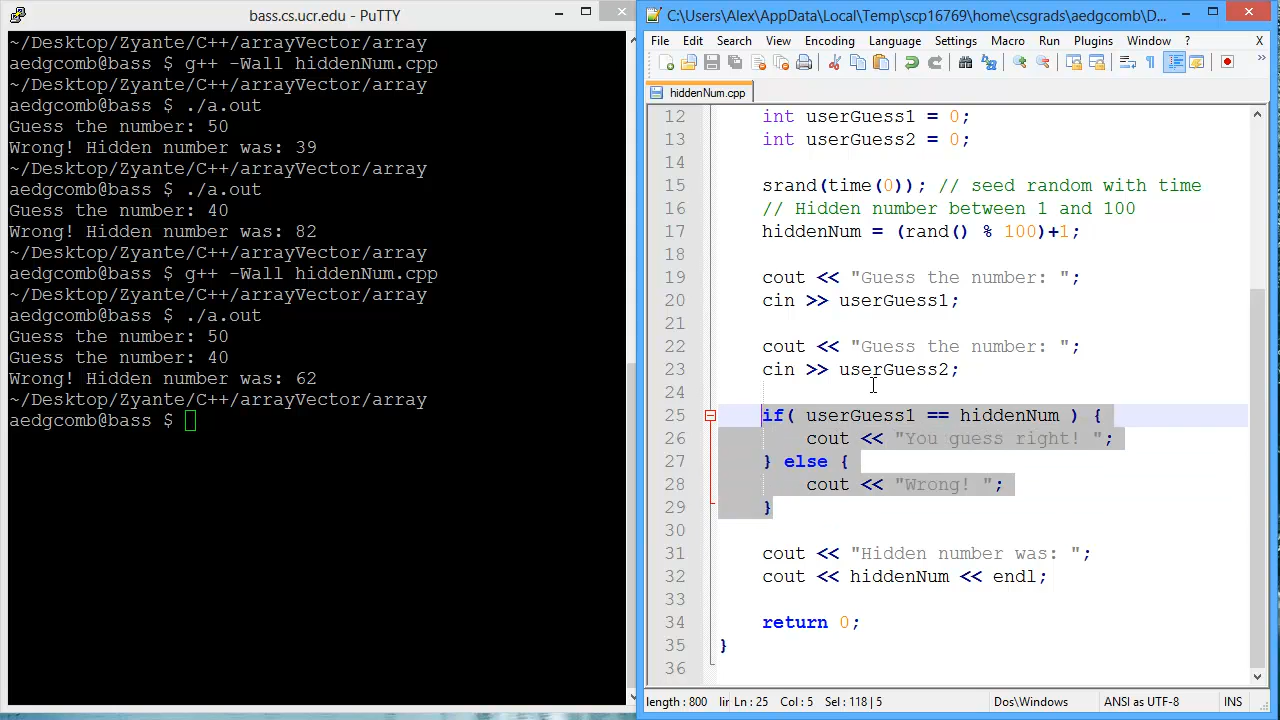 bass.cs.ucr.edu - PuTTY
~/Desktop/Zyante/C++/arrayVector/array
aedgcomb@bass $ g++ -Wall hiddenNum.cpp
~/Desktop/Zyante/C++/arrayVector/array
aedgcomb@bass $ ./a.out
Guess the number: 50
Wrong! Hidden number was: 39
~/Desktop/Zyante/C++/arrayVector/array
aedgcomb@bass $ ./a.out
Guess the number: 40
Wrong! Hidden number was: 82
~/Desktop/Zyante/C++/arrayVector/array
aedgcomb@bass $ g++ -Wall hiddenNum.cpp
~/Desktop/Zyante/C++/arrayVector/array
aedgcomb@bass $ ./a.out
Guess the number: 50
Guess the number: 40
Wrong! Hidden number was: 62
~/Desktop/Zyante/C++/arrayVector/array
aedgcomb@bass $
C:\Users\Alex\AppData\Local\Temp\scp16769\home\csgrads\aedgcomb\D...
File Edit Search View Encoding Language Settings Macro Run Plugins Window ? X
hiddenNum.cpp
12 int userGuess1 = 0;
13 int userGuess2 = 0;
14
15 srand(time(0)); // seed random with time
16 // Hidden number between 1 and 100
17 hiddenNum = (rand() % 100)+1;
18
19 cout << "Guess the number: ";
20 cin >> userGuess1;
21
22 cout << "Guess the number: ";
23 cin >> userGuess2;
24
25 if( userGuess1 == hiddenNum ) {
26 cout << "You guess right! ";
27 } else {
28 cout << "Wrong! ";
29 }
30
31 cout << "Hidden number was: ";
32 cout << hiddenNum << endl;
33
34 return 0;
35 }
36
length : 800 lin Ln : 25 Col : 5 Sel : 118 | 5 Dos\Windows ANSI as UTF-8 INS